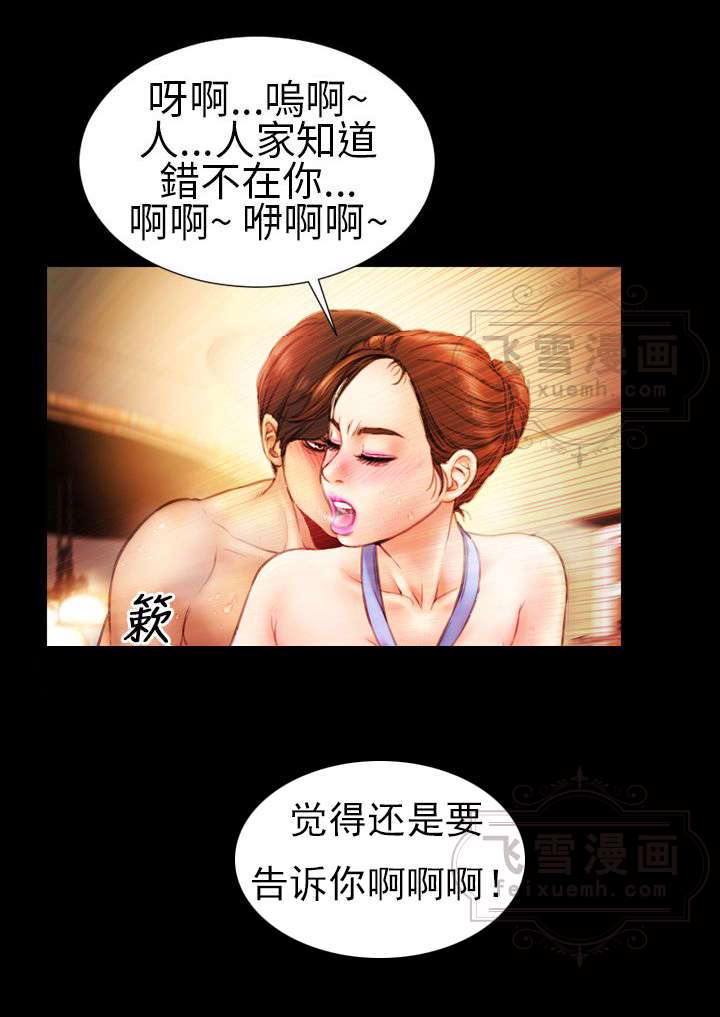 呀啊...嗚啊~
人...人家知道
錯不在你...
啊啊~咿啊啊~
飞雪漫画
feixuemh.com
簌
觉得还是要
告诉你啊啊啊！
飞雪漫画
feixuemh.com